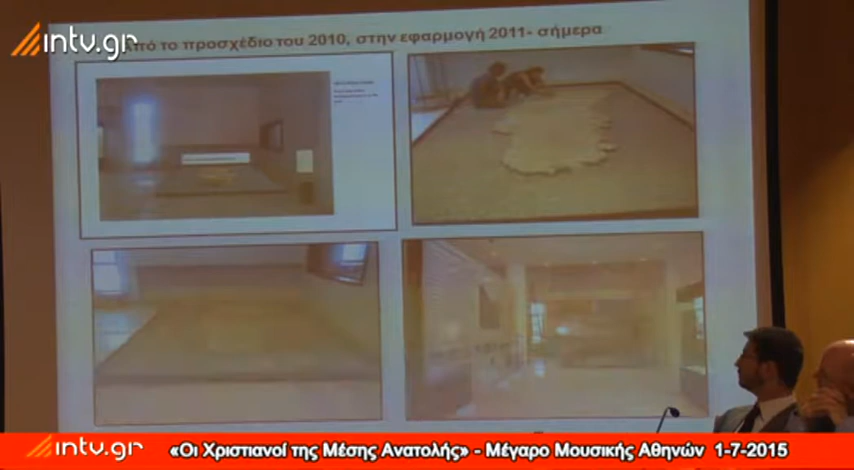 intv.gr
Από το προσχέδιο του 2010, στην εφαρμογή 2011- σήμερα
intv.gr «Οι Χριστιανοί της Μέσης Ανατολής» - Μέγαρο Μουσικής Αθηνών 1-7-2015